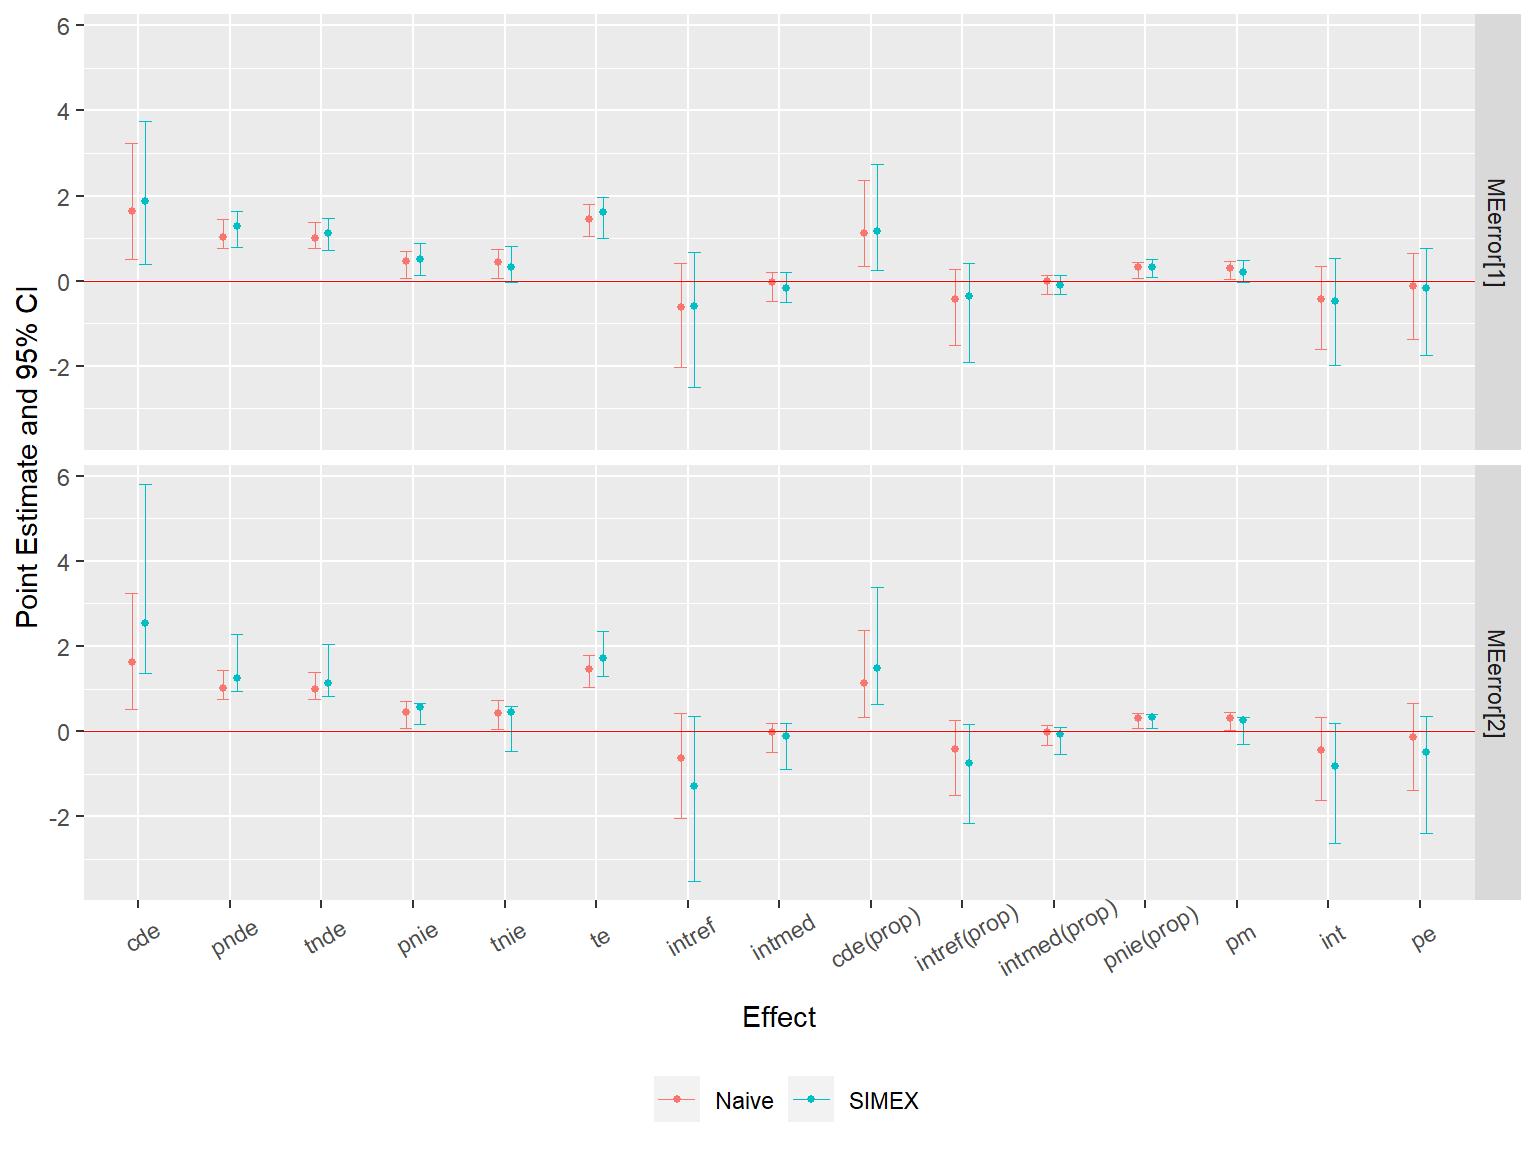 Point Estimate and 95% CI
6
4
2
0
-2
MEerror[1]
6
4
2
0
-2
MEerror[2]
cde pnde tnde pnie tnie te intref intmed cde(prop) intref(prop) intmed(prop) pnie(prop) pm int pe
Effect
Naive SIMEX